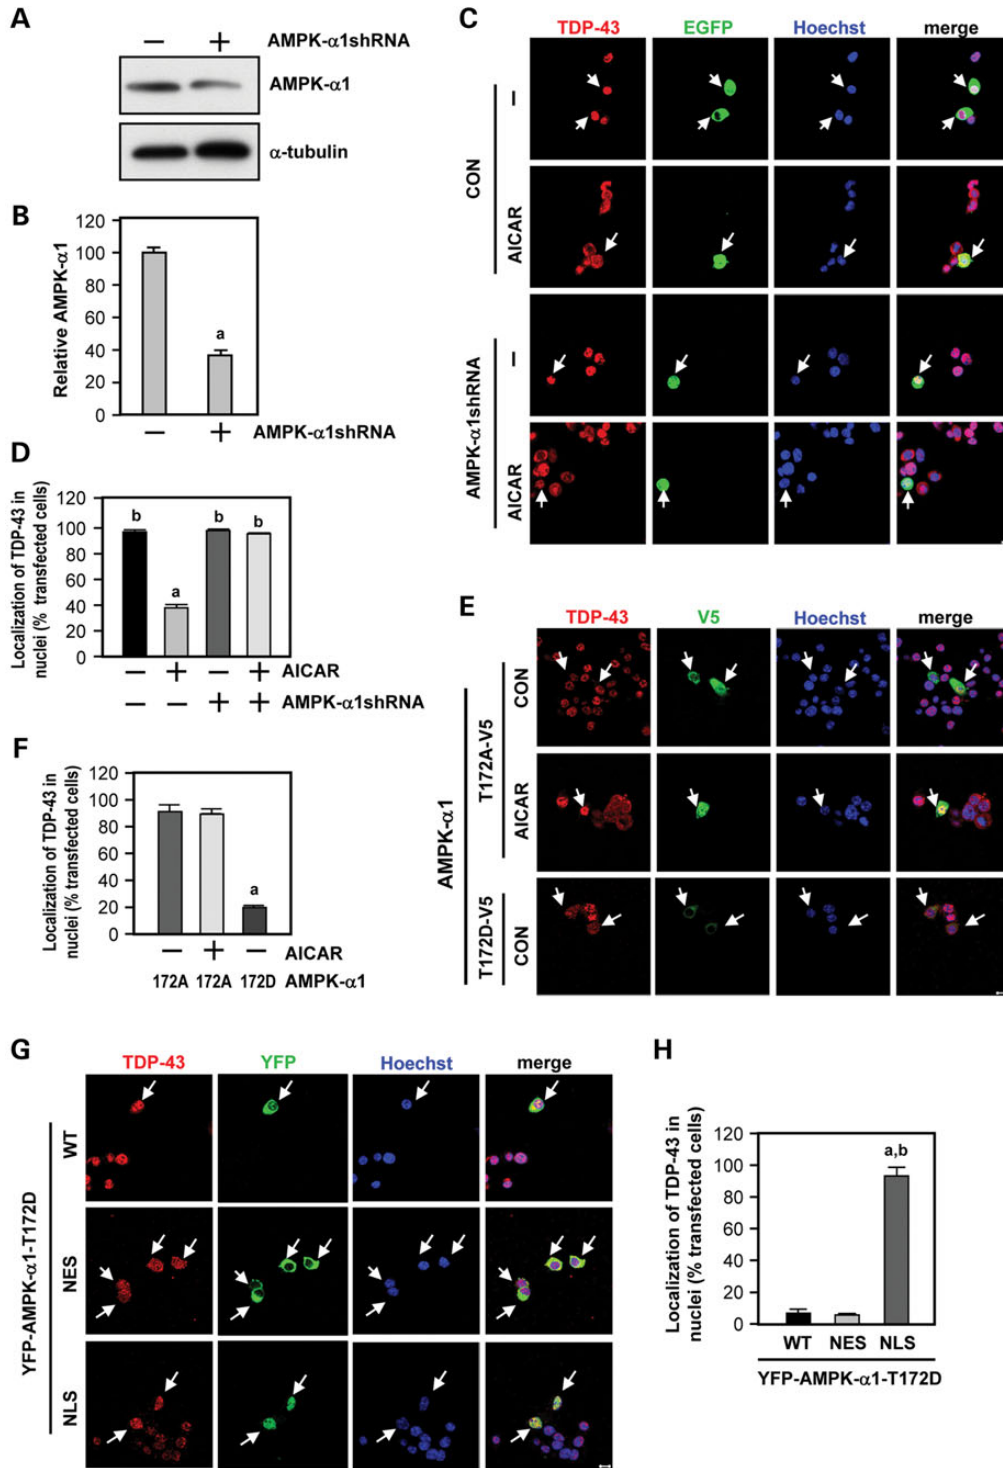 A
— + AMPK-α1shRNA
AMPK-α1
α-tubulin
B
Relative AMPK-α1
120
100
80
60
40
20
0
a
— + AMPK-α1shRNA
C
TDP-43 EGFP Hoechst merge
CON
—
AICAR
AMPK-α1shRNA
—
AICAR
D
Localization of TDP-43 in
nuclei (% transfected cells)
120
100
80
60
40
20
0
b a b b
— + — + AICAR
— — + + AMPK-α1shRNA
E
TDP-43 V5 Hoechst merge
AMPK-α1
T172A-V5
CON
AICAR
T172D-V5
CON
F
Localization of TDP-43 in
nuclei (% transfected cells)
120
100
80
60
40
20
0
a
— + — AICAR
172A 172A 172D AMPK-α1
G
TDP-43 YFP Hoechst merge
YFP-AMPK-α1-T172D
WT
NES
NLS
H
Localization of TDP-43 in
nuclei (% transfected cells)
120
100
80
60
40
20
0
a,b
WT NES NLS
YFP-AMPK-α1-T172D